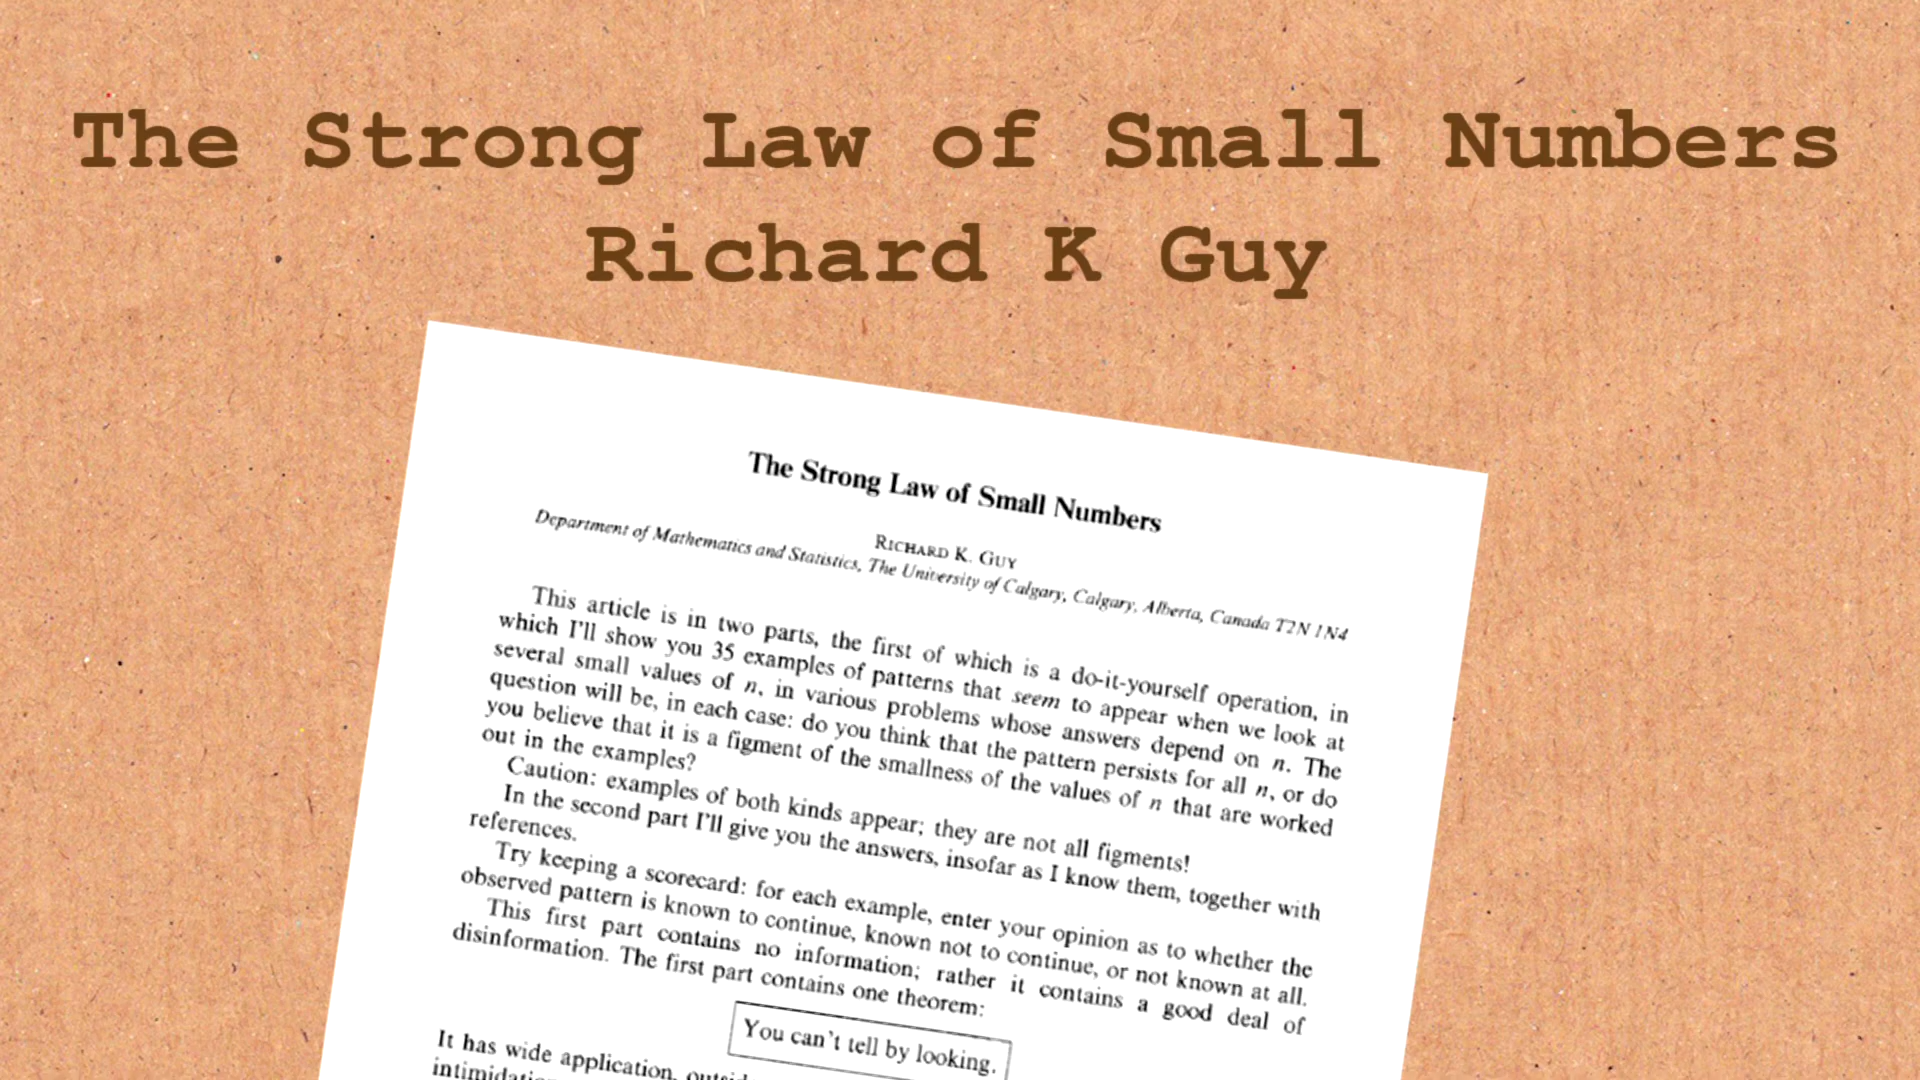 The Strong Law of Small Numbers
Richard K Guy
The Strong Law of Small Numbers
RICHARD K. GUY
Department of Mathematics and Statistics, The University of Calgary, Calgary, Alberta, Canada T2N 1N4
This article is in two parts, the first of which is a do-it-yourself operation, in
which I'll show you 35 examples of patterns that seem to appear when we look at
several small values of n, in various problems whose answers depend on n. The
question will be, in each case: do you think that the pattern persists for all n, or do
you believe that it is a figment of the smallness of the values of n that are worked
out in the examples?
Caution: examples of both kinds appear; they are not all figments!
In the second part I'll give you the answers, insofar as I know them, together with
references.
Try keeping a scorecard: for each example, enter your opinion as to whether the
observed pattern is known to continue, known not to continue, or not known at all.
This first part contains no information; rather it contains a good deal of
disinformation. The first part contains one theorem:
You can't tell by looking.
It has wide application,